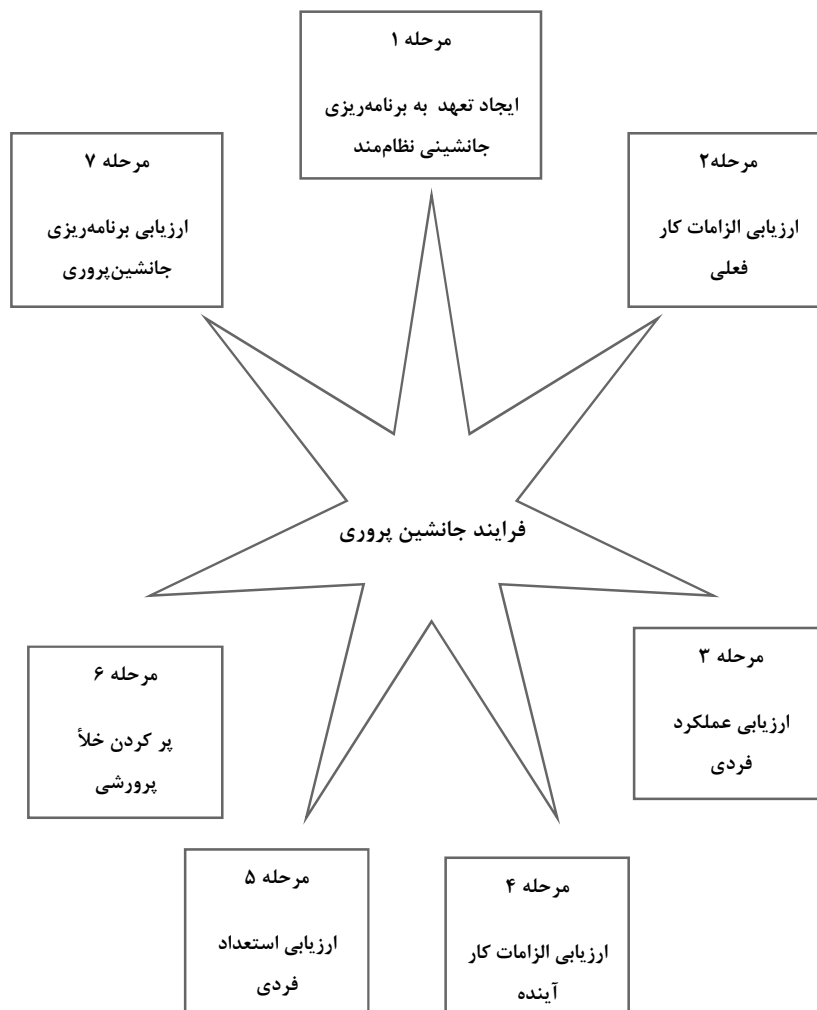 مرحله ۱
ایجاد تعهد به برنامه‌ریزی
جانشینی نظام‌مند
مرحله۲
ارزیابی الزامات کار
فعلی
مرحله ۳
ارزیابی عملکرد
فردی
مرحله ۴
ارزیابی الزامات کار
آینده
مرحله ۵
ارزیابی استعداد
فردی
مرحله ۶
پر کردن خلأ
پرورشی
مرحله ۷
ارزیابی برنامه‌ریزی
جانشین‌پروری
فرایند جانشین پروری